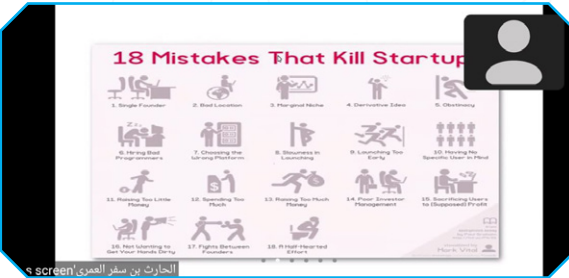 18 Mistakes That Kill Startup
1. Single Founder
2. Bad Location
3. Marginal Niche
4. Derivative Idea
5. Obstinacy
6. Hiring Bad
Programmers
7. Choosing the
Wrong Platform
8. Slowness in
Launching
9. Launching Too
Early
10. Having No
Specific User in Mind
11. Raising Too Little
Money
12. Spending Too
Much
13. Raising Too Much
Money
14. Poor Investor
Management
15. Sacrificing Users
to (Supposed) Profit
16. Not Wanting to
Get Your Hands Dirty
17. Fights Between
Founders
18. A Half-Hearted
Effort
Mark Vital
s screen'الحارث بن سفر العمري